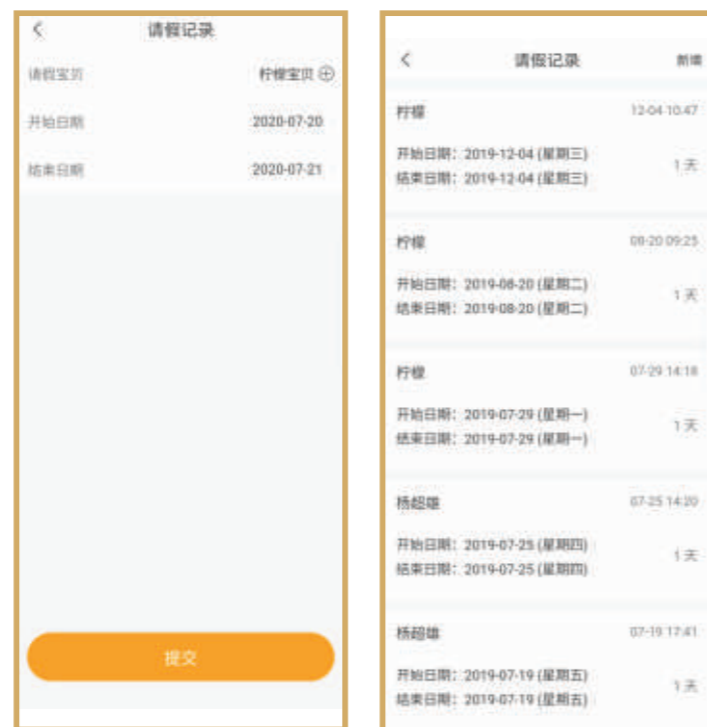 请假记录
请假宝贝
柠檬宝贝
开始日期
2020-07-20
结束日期
2020-07-21
提交
请假记录
新增
柠檬
12-04 10:47
开始日期：2019-12-04 (星期三)
结束日期：2019-12-04 (星期三)
1 天
柠檬
08-20 09:25
开始日期：2019-08-20 (星期二)
结束日期：2019-08-20 (星期二)
1 天
柠檬
07-29 14:18
开始日期：2019-07-29 (星期一)
结束日期：2019-07-29 (星期一)
1 天
杨超雄
07-25 14:20
开始日期：2019-07-25 (星期四)
结束日期：2019-07-25 (星期四)
1 天
杨超雄
07-19 17:41
开始日期：2019-07-19 (星期五)
结束日期：2019-07-19 (星期五)
1 天